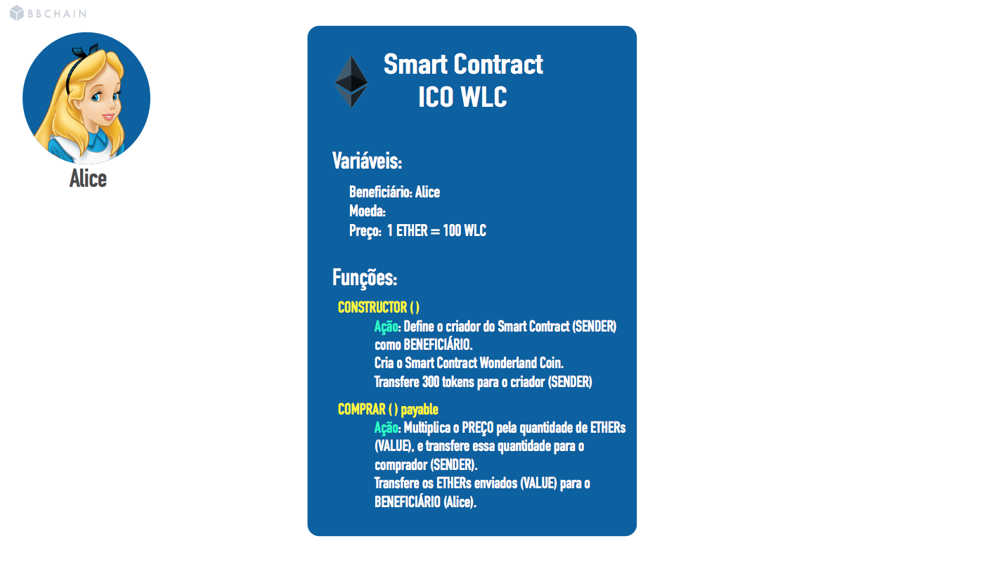 BBCHAIN
Alice
Smart Contract
ICO WLC
Variáveis:
Beneficiário: Alice
Moeda:
Preço: 1 ETHER = 100 WLC
Funções:
CONSTRUCTOR ( )
Ação: Define o criador do Smart Contract (SENDER)
como BENEFICIÁRIO.
Cria o Smart Contract Wonderland Coin.
Transfere 300 tokens para o criador (SENDER)
COMPRAR ( ) payable
Ação: Multiplica o PREÇO pela quantidade de ETHERs
(VALUE), e transfere essa quantidade para o
comprador (SENDER).
Transfere os ETHERs enviados (VALUE) para o
BENEFICIÁRIO (Alice).